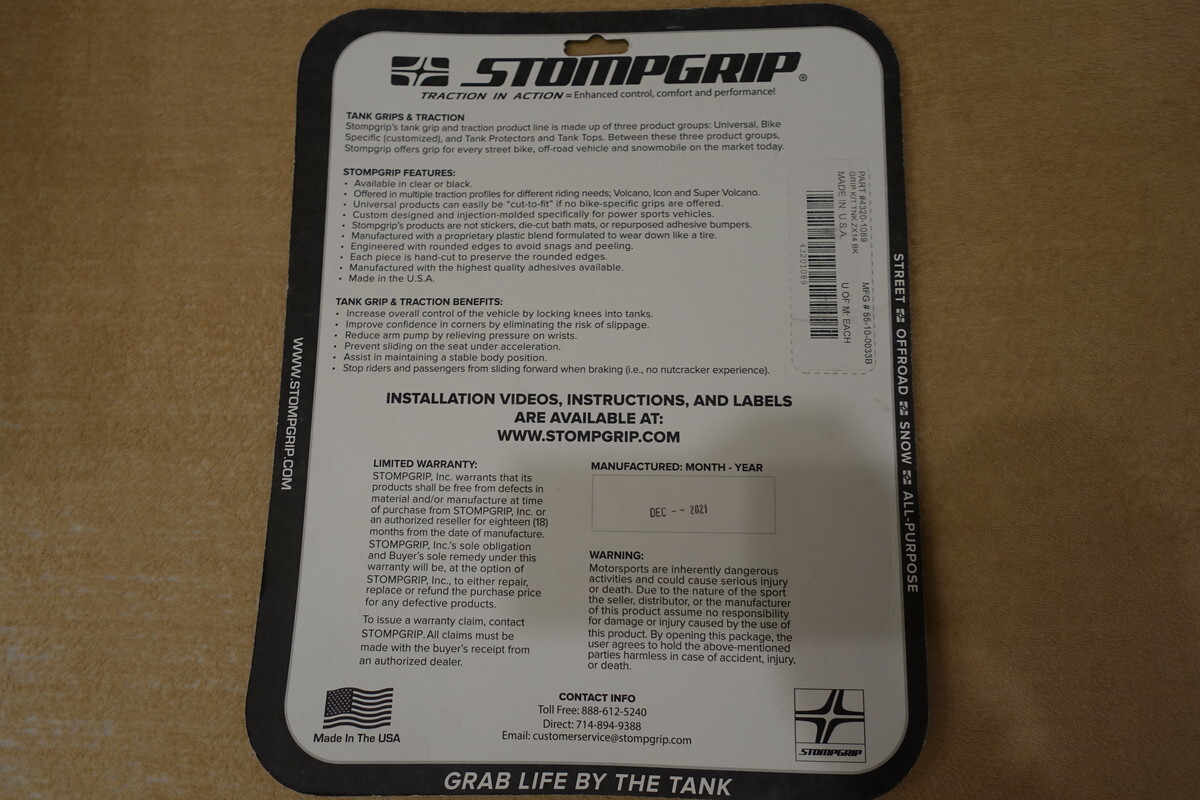 STOMPGRIP®
TRACTION IN ACTION = Enhanced control, comfort and performance!
TANK GRIPS & TRACTION
Stompgrip's tank grip and traction product line is made up of three product groups: Universal, Bike
Specific (customized), and Tank Protectors and Tank Tops. Between these three product groups,
Stompgrip offers grip for every street bike, off-road vehicle and snowmobile on the market today.
STOMPGRIP FEATURES:
• Available in clear or black.
• Offered in multiple traction profiles for different riding needs; Volcano, Icon and Super Volcano.
• Universal products can easily be "cut-to-fit" if no bike-specific grips are offered.
• Custom designed and injection-molded specifically for power sports vehicles.
• Stompgrip's products are not stickers, die-cut bath mats, or repurposed adhesive bumpers.
• Manufactured with a proprietary plastic blend formulated to wear down like a tire.
• Engineered with rounded edges to avoid snags and peeling.
• Each piece is hand-cut to preserve the rounded edges.
• Manufactured with the highest quality adhesives available.
• Made in the U.S.A.
TANK GRIP & TRACTION BENEFITS:
• Increase overall control of the vehicle by locking knees into tanks.
• Improve confidence in corners by eliminating the risk of slippage.
• Reduce arm pump by relieving pressure on wrists.
• Prevent sliding on the seat under acceleration.
• Assist in maintaining a stable body position.
• Stop riders and passengers from sliding forward when braking (i.e., no nutcracker experience).
PART #4320-1089
GRIP KIT TNK ZX14 BK
MADE IN: U.S.A.
MFG # 55-10-0033B
U OF M: EACH
43201089
INSTALLATION VIDEOS, INSTRUCTIONS, AND LABELS
ARE AVAILABLE AT:
WWW.STOMPGRIP.COM
LIMITED WARRANTY:
STOMPGRIP, Inc. warrants that its
products shall be free from defects in
material and/or manufacture at time
of purchase from STOMPGRIP, Inc. or
an authorized reseller for eighteen (18)
months from the date of manufacture.
STOMPGRIP, Inc.'s sole obligation
and Buyer's sole remedy under this
warranty will be, at the option of
STOMPGRIP, Inc., to either repair,
replace or refund the purchase price
for any defective products.
To issue a warranty claim, contact
STOMPGRIP. All claims must be
made with the buyer's receipt from
an authorized dealer.
MANUFACTURED: MONTH - YEAR
DEC -- 2021
WARNING:
Motorsports are inherently dangerous
activities and could cause serious injury
or death. Due to the nature of the sport
the seller, distributor, or the manufacturer
of this product assume no responsibility
for damage or injury caused by the use of
this product. By opening this package, the
user agrees to hold the above-mentioned
parties harmless in case of accident, injury,
or death.
Made In The USA
CONTACT INFO
Toll Free: 888-612-5240
Direct: 714-894-9388
Email: customerservice@stompgrip.com
STOMPGRIP
WWW.STOMPGRIP.COM
STREET OFFROAD SNOW ALL-PURPOSE
GRAB LIFE BY THE TANK